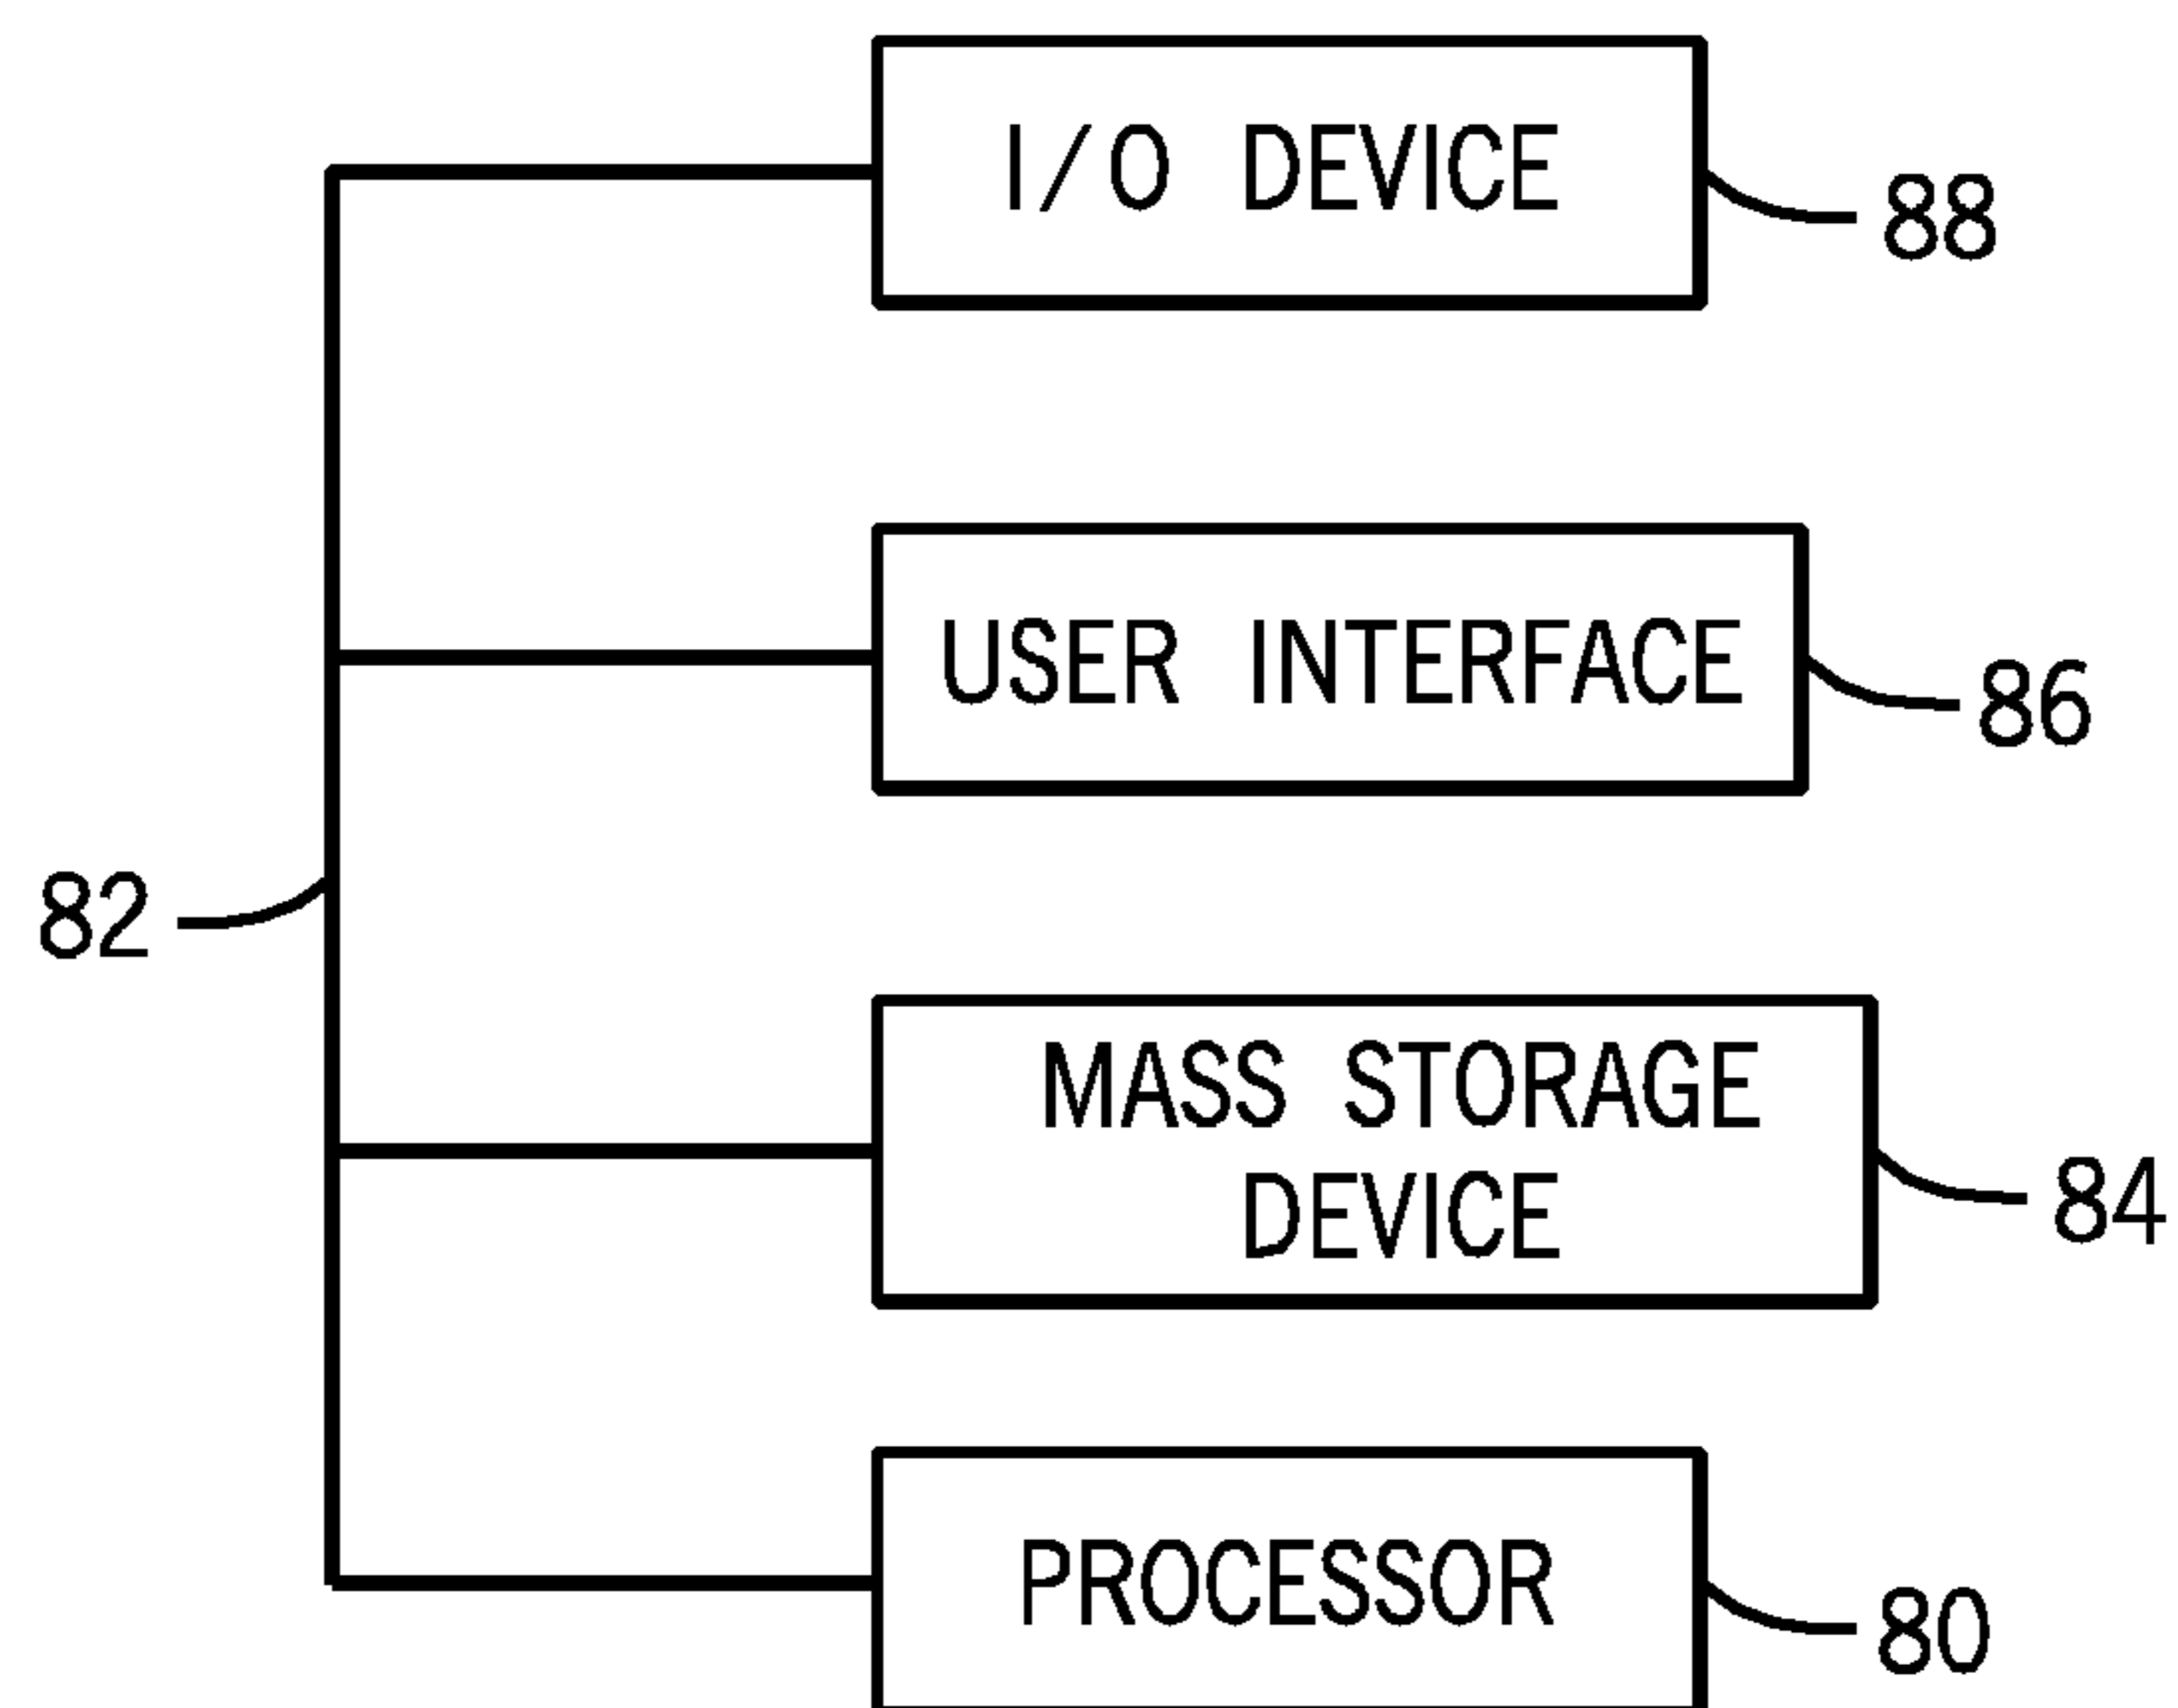 I/O DEVICE
88
USER INTERFACE
86
82
MASS STORAGE
DEVICE
84
PROCESSOR
80